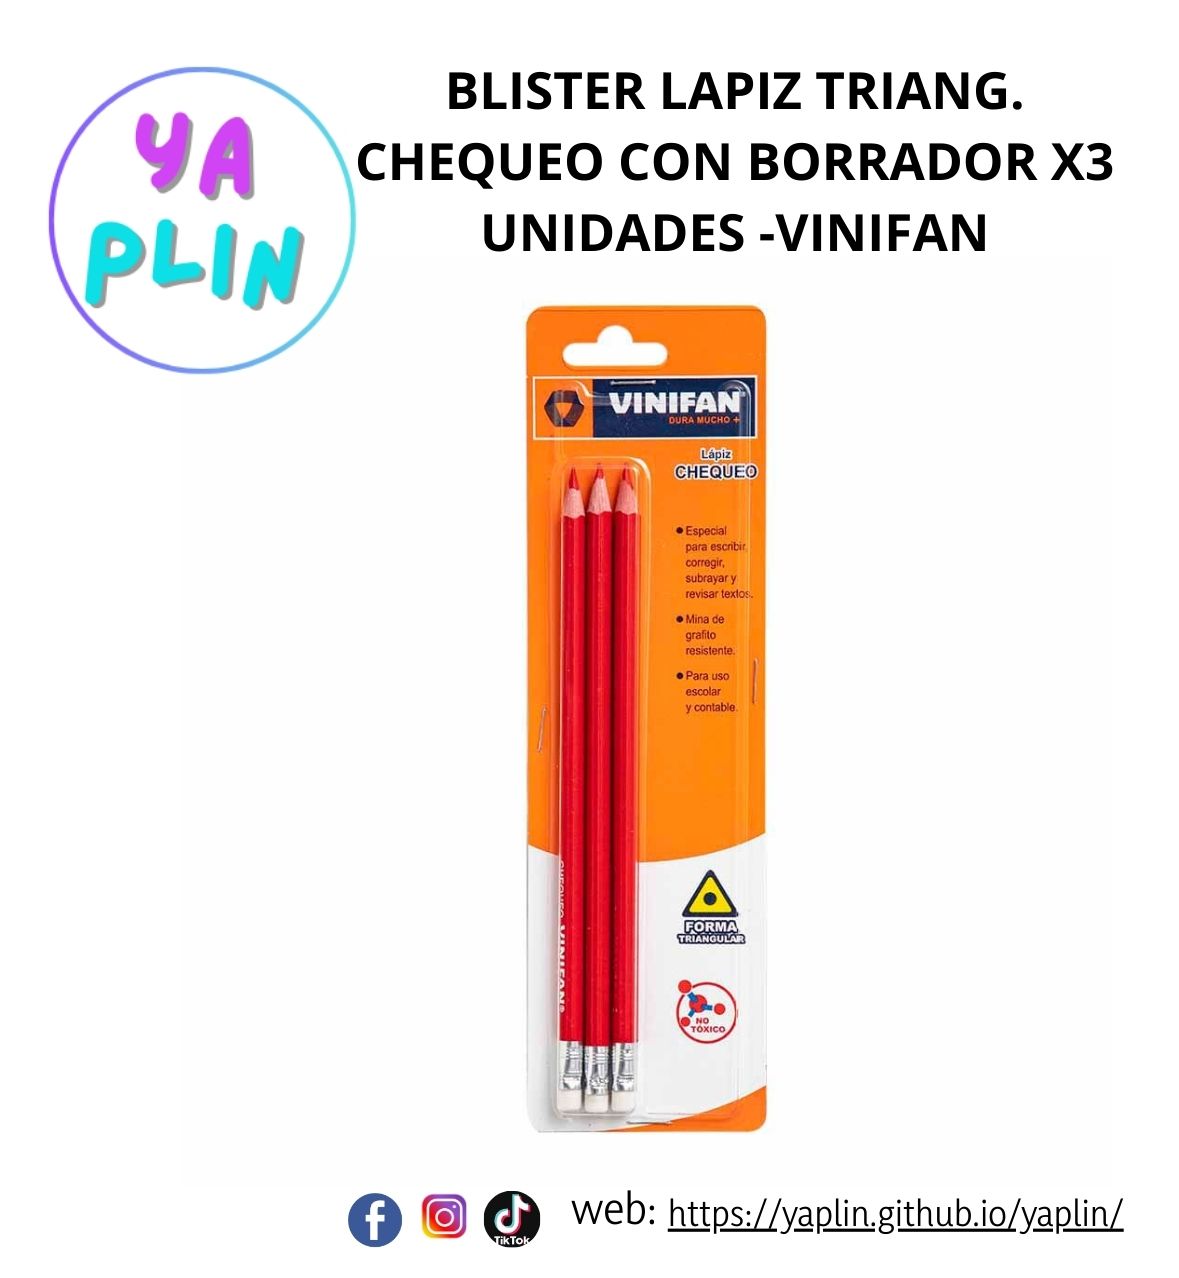 YA
PLIN
BLISTER LAPIZ TRIANG.
CHEQUEO CON BORRADOR X3
UNIDADES -VINIFAN
VINIFAN
DURA MUCHO +
Lápiz
CHEQUEO
● Especial
para escribir,
corregir,
subrayar y
revisar textos.
● Mina de
grafito
resistente.
● Para uso
escolar
y contable.
CHEQUEO VINIFAN®
FORMA
TRIANGULAR
NO
TÓXICO
TikTok
web: https://yaplin.github.io/yaplin/